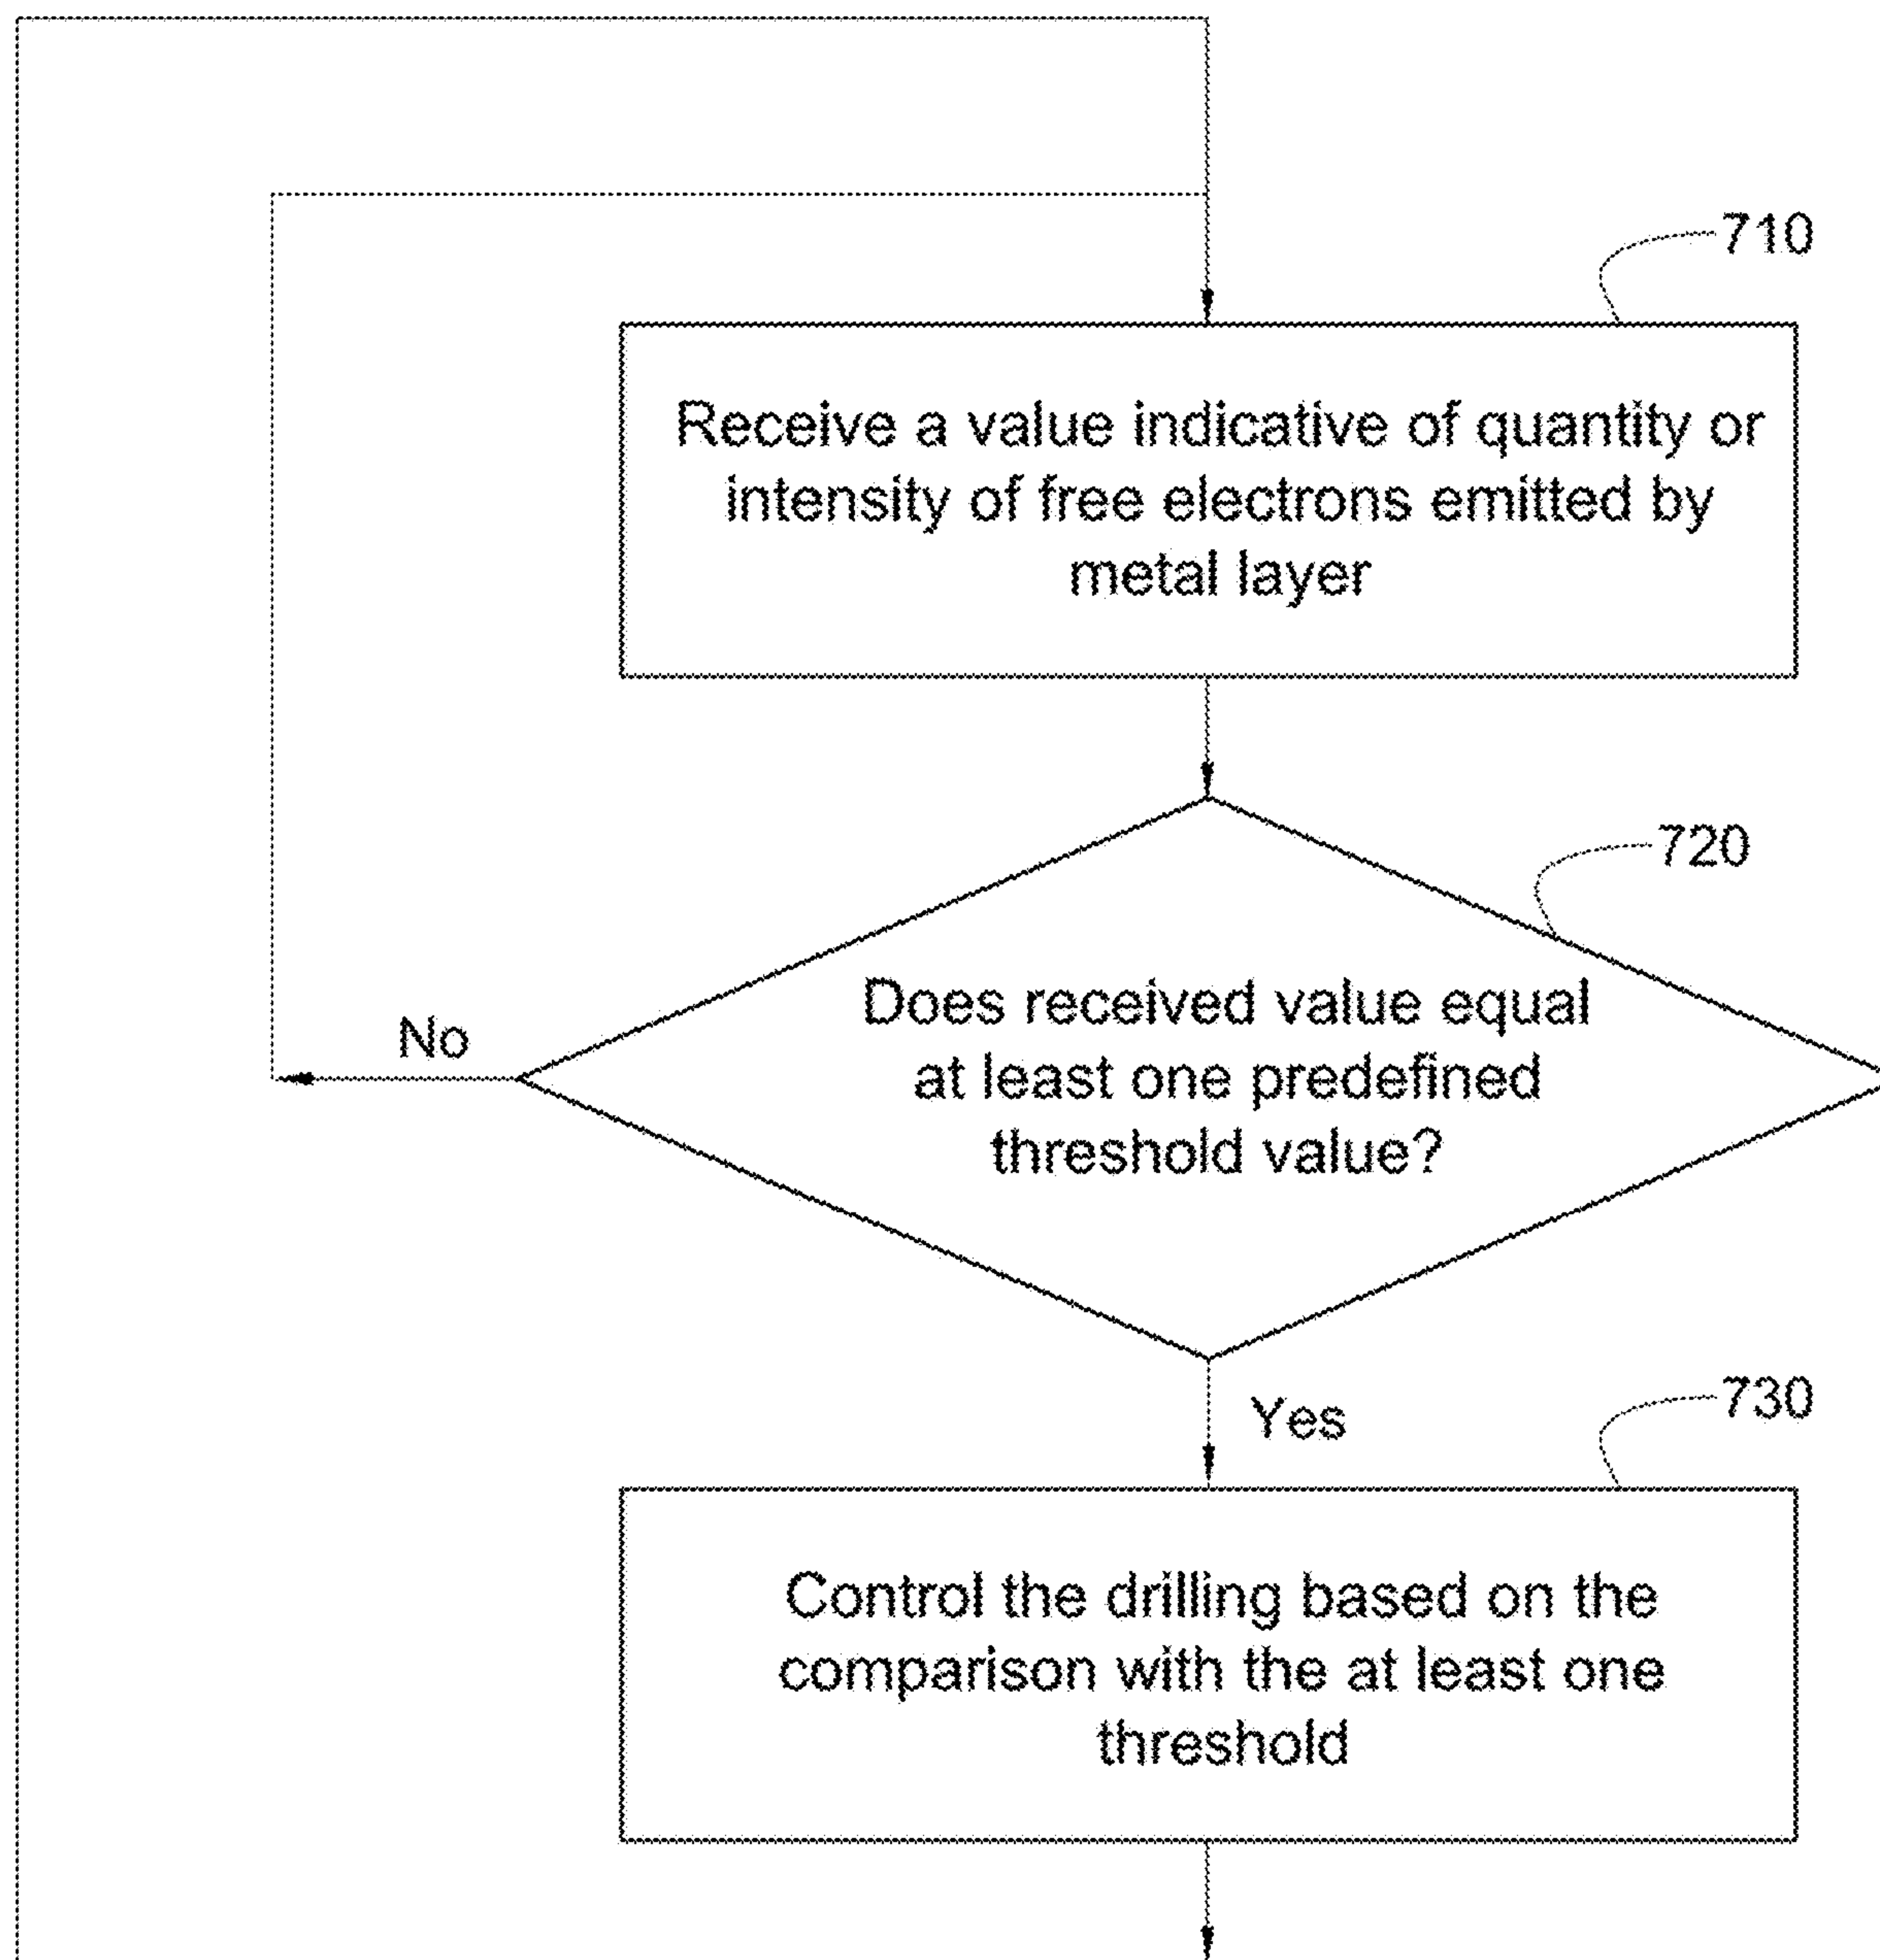 710
Receive a value indicative of quantity or
intensity of free electrons emitted by
metal layer
720
Does received value equal
at least one predefined
threshold value?
No
Yes
730
Control the drilling based on the
comparison with the at least one
threshold